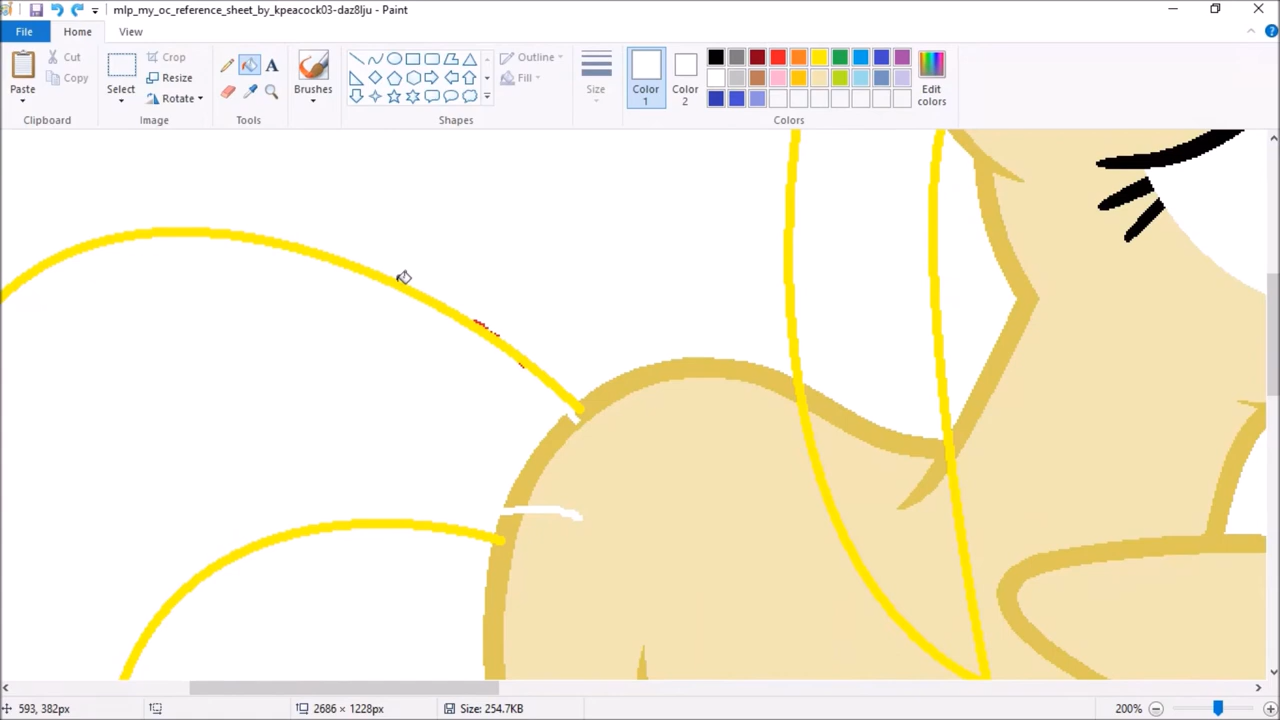 mlp_my_oc_reference_sheet_by_kpeacock03-daz8lju - Paint
File Home View
Paste
Cut
Copy
Clipboard
Select
Crop
Resize
Rotate
Image
A
Tools
Brushes
Outline
Fill
Shapes
Size
Color 1
Color 2
Edit colors
Colors
593, 382px
2686 × 1228px
Size: 254.7KB
200%